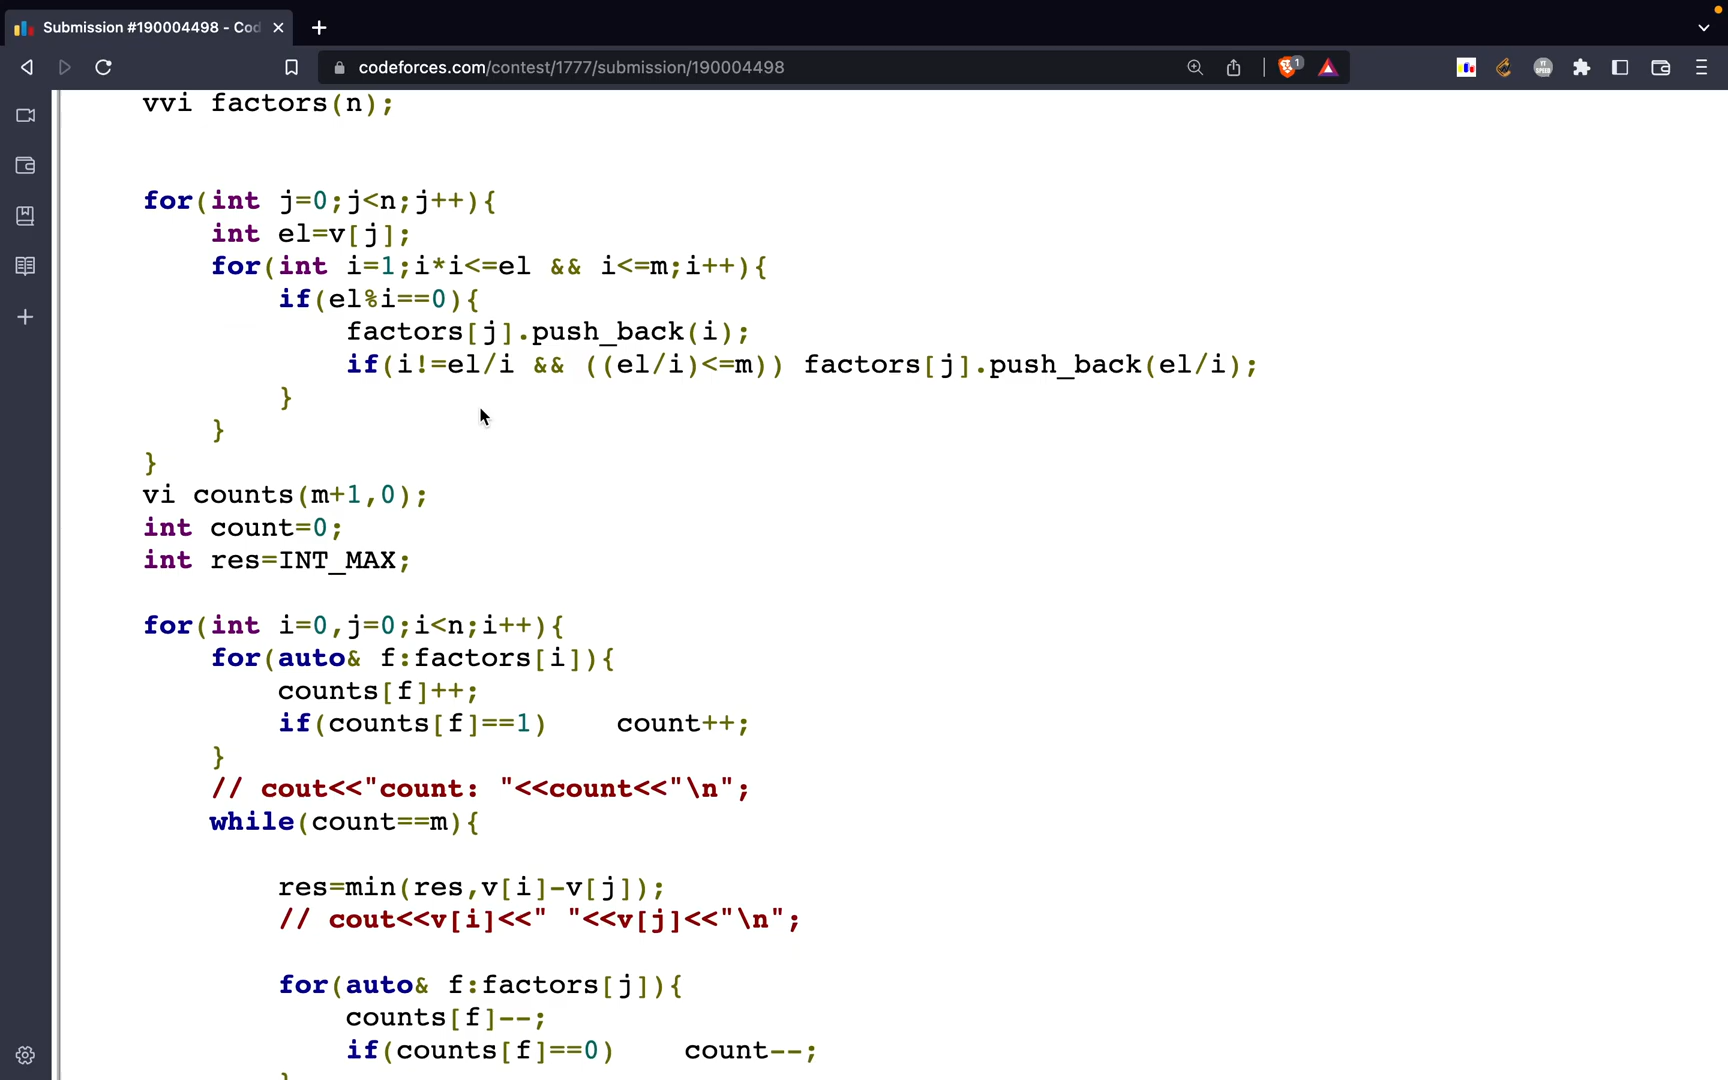 Submission #190004498 - Cod
codeforces.com/contest/1777/submission/190004498
1
YT SPEED
vvi factors(n);
for(int j=0;j<n;j++){
int el=v[j];
for(int i=1;i*i<=el && i<=m;i++){
if(el%i==0){
factors[j].push_back(i);
if(i!=el/i && ((el/i)<=m)) factors[j].push_back(el/i);
}
}
}
vi counts(m+1,0);
int count=0;
int res=INT_MAX;
for(int i=0,j=0;i<n;i++){
for(auto& f:factors[i]){
counts[f]++;
if(counts[f]==1)    count++;
}
// cout<<"count: "<<count<<"\n";
while(count==m){
res=min(res,v[i]-v[j]);
// cout<<v[i]<<" "<<v[j]<<"\n";
for(auto& f:factors[j]){
counts[f]--;
if(counts[f]==0)    count--;
}